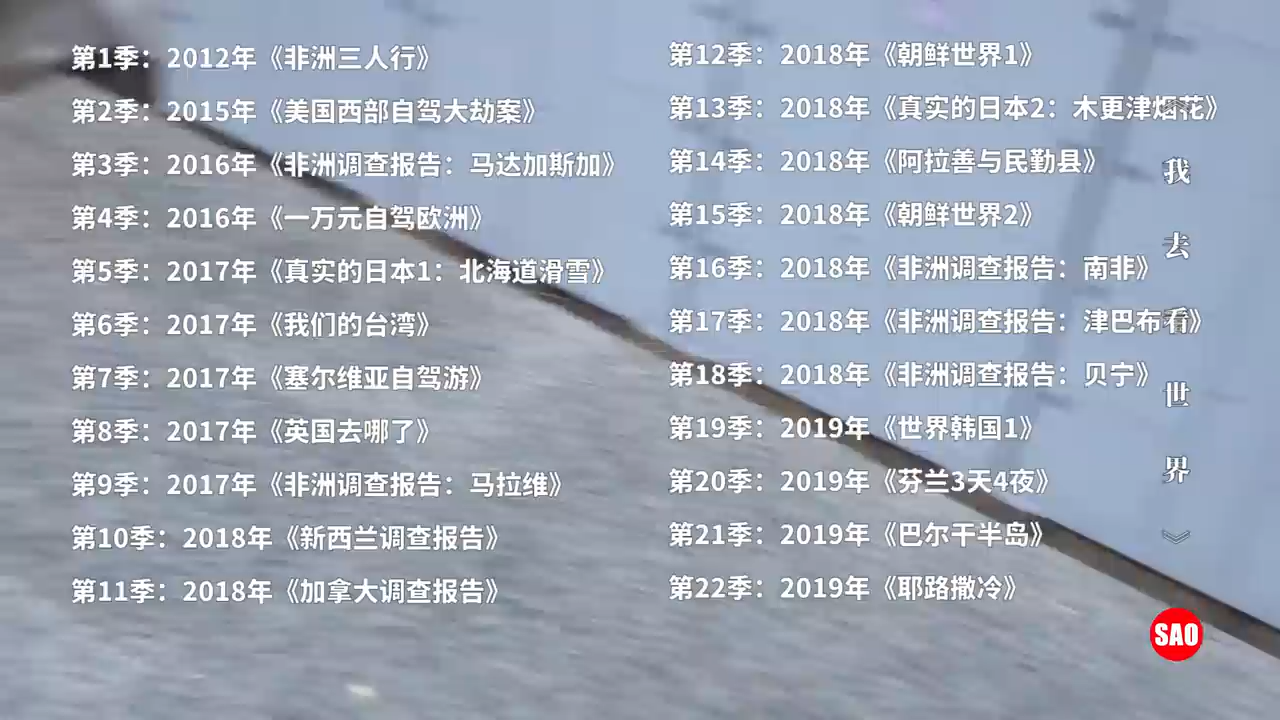 第1季：2012年《非洲三人行》
第2季：2015年《美国西部自驾大劫案》
第3季：2016年《非洲调查报告：马达加斯加》
第4季：2016年《一万元自驾欧洲》
第5季：2017年《真实的日本1：北海道滑雪》
第6季：2017年《我们的台湾》
第7季：2017年《塞尔维亚自驾游》
第8季：2017年《英国去哪了》
第9季：2017年《非洲调查报告：马拉维》
第10季：2018年《新西兰调查报告》
第11季：2018年《加拿大调查报告》
第12季：2018年《朝鲜世界1》
第13季：2018年《真实的日本2：木更津烟花》
第14季：2018年《阿拉善与民勤县》
第15季：2018年《朝鲜世界2》
第16季：2018年《非洲调查报告：南非》
第17季：2018年《非洲调查报告：津巴布韦》
第18季：2018年《非洲调查报告：贝宁》
第19季：2019年《世界韩国1》
第20季：2019年《芬兰3天4夜》
第21季：2019年《巴尔干半岛》
第22季：2019年《耶路撒冷》
《我去看世界》
SAO